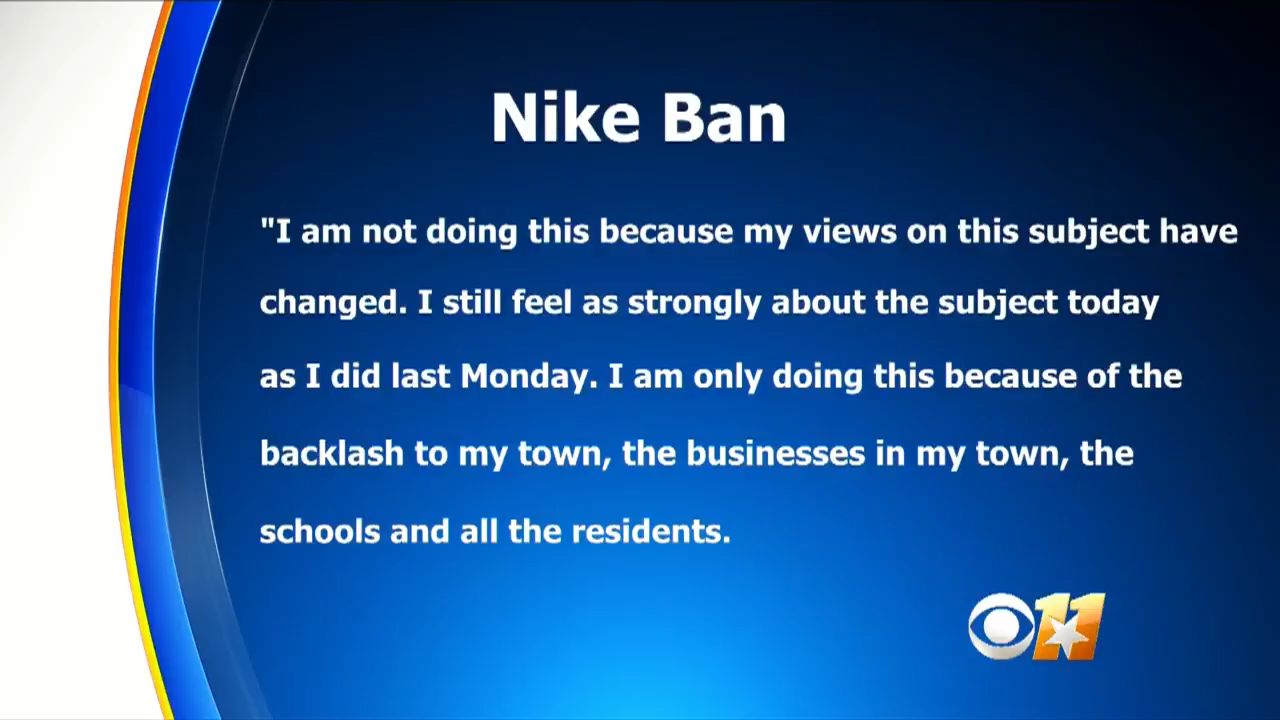 Nike Ban
"I am not doing this because my views on this subject have
changed. I still feel as strongly about the subject today
as I did last Monday. I am only doing this because of the
backlash to my town, the businesses in my town, the
schools and all the residents.
11